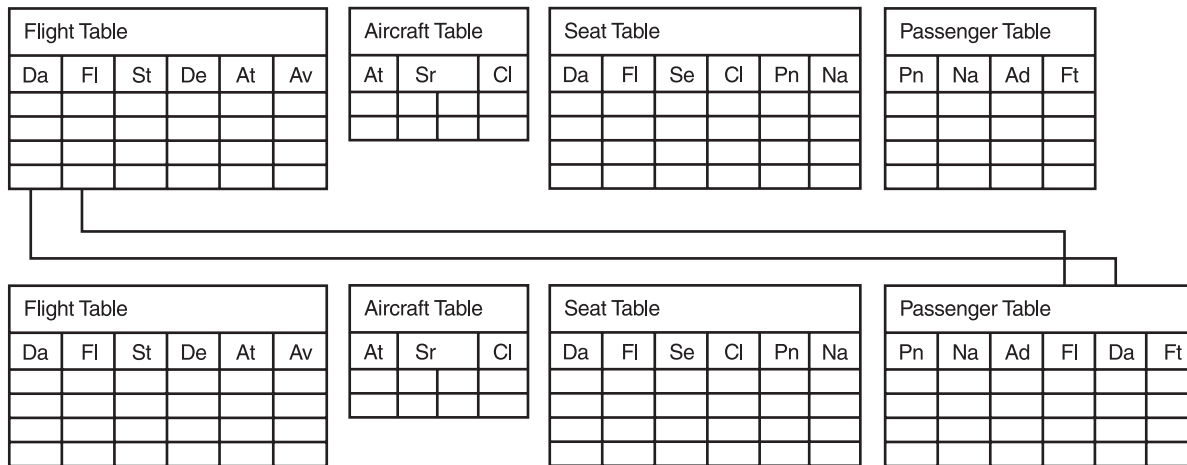 Flight Table
Aircraft Table
Seat Table
Passenger Table
Da Fl St De At Av
At Sr Cl
Da Fl Se Cl Pn Na
Pn Na Ad Ft
Flight Table
Aircraft Table
Seat Table
Passenger Table
Da Fl St De At Av
At Sr Cl
Da Fl Se Cl Pn Na
Pn Na Ad Fl Da Ft